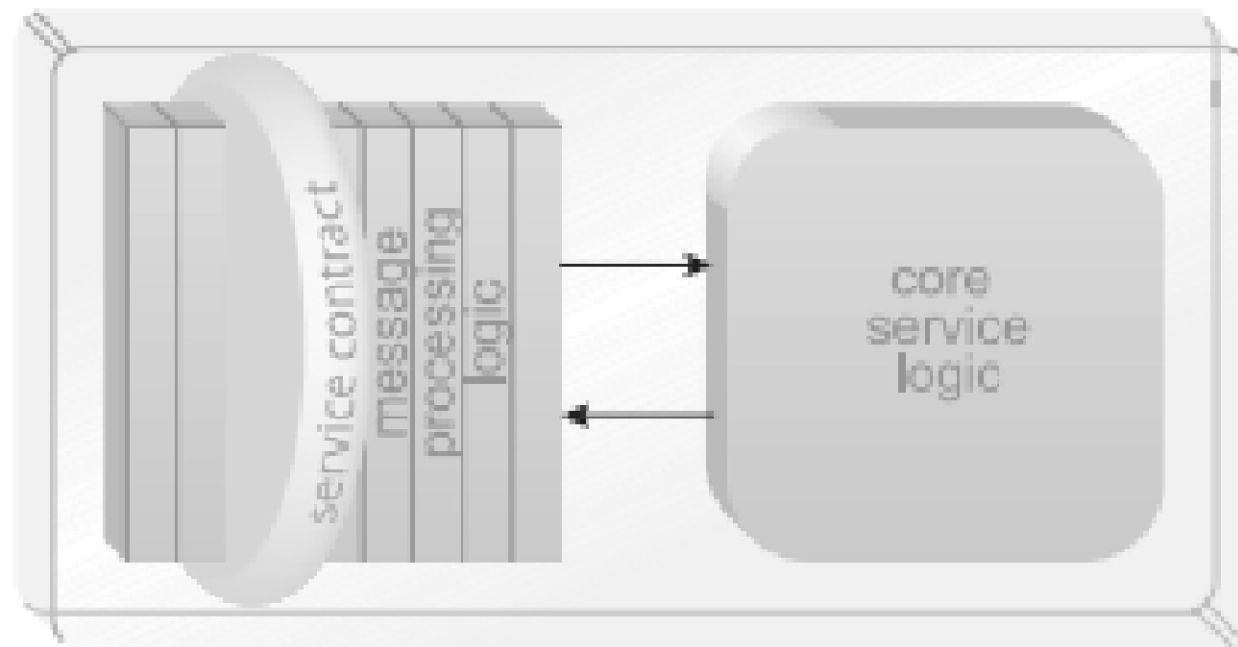 service contract
message
processing
logic
core
service
logic